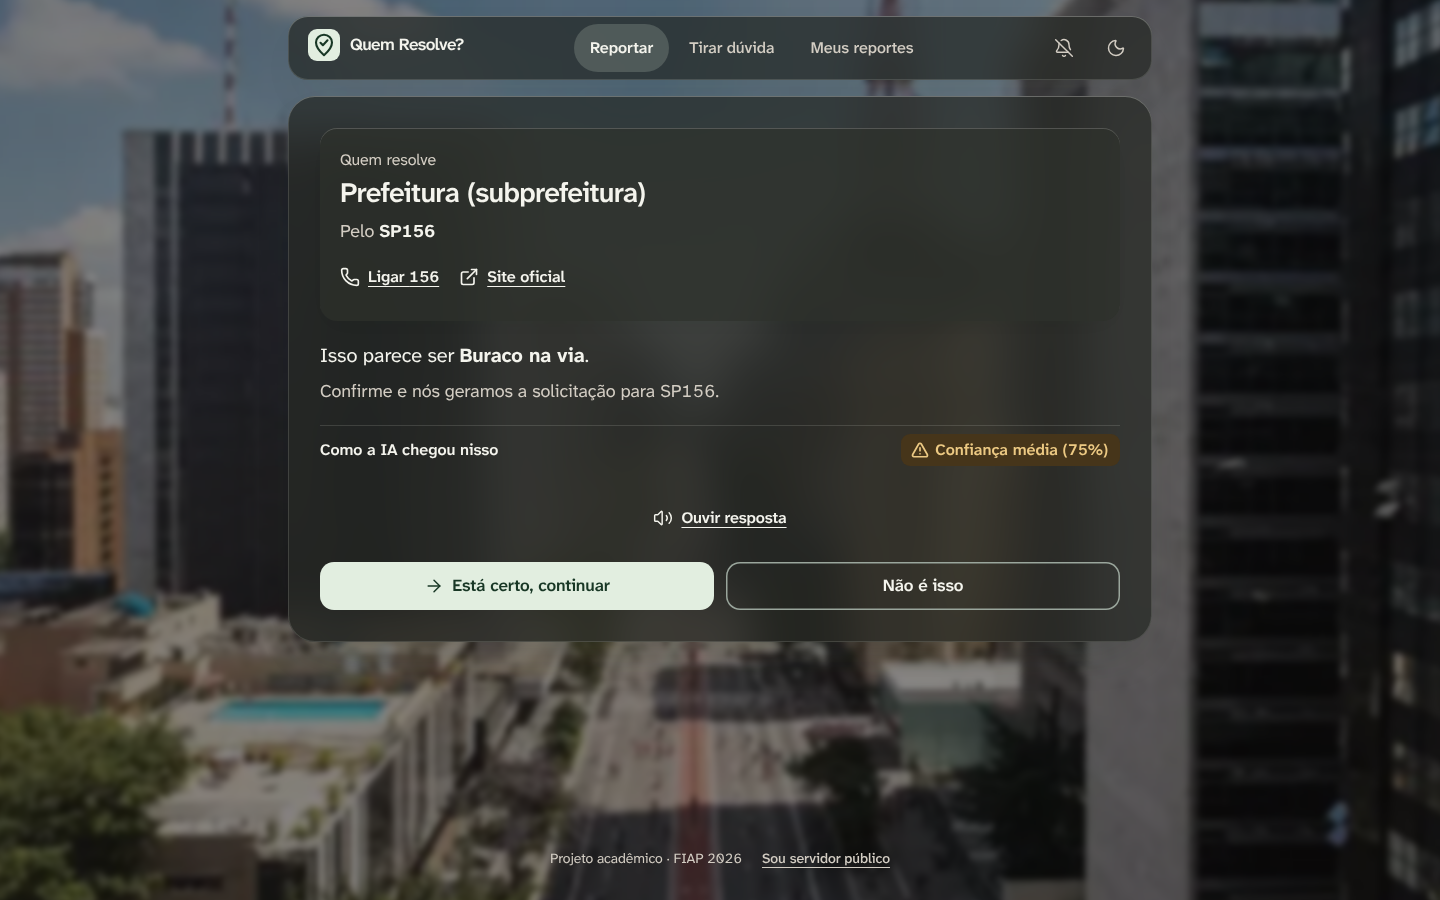 Quem Resolve?
Reportar
Tirar dúvida
Meus reportes
Quem resolve
Prefeitura (subprefeitura)
Pelo SP156
Ligar 156
Site oficial
Isso parece ser Buraco na via.
Confirme e nós geramos a solicitação para SP156.
Como a IA chegou nisso
Confiança média (75%)
Ouvir resposta
Está certo, continuar
Não é isso
Projeto acadêmico · FIAP 2026
Sou servidor público